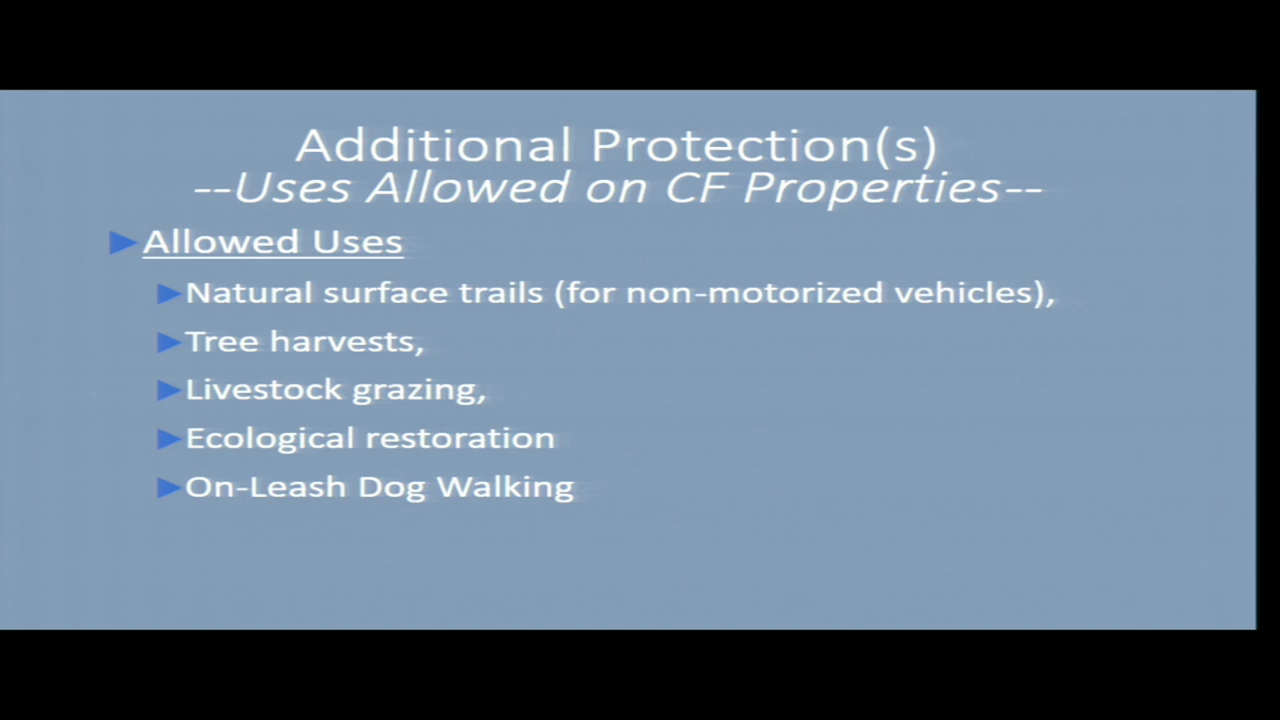 Additional Protection(s)
--Uses Allowed on CF Properties--
Allowed Uses
Natural surface trails (for non-motorized vehicles),
Tree harvests,
Livestock grazing,
Ecological restoration
On-Leash Dog Walking